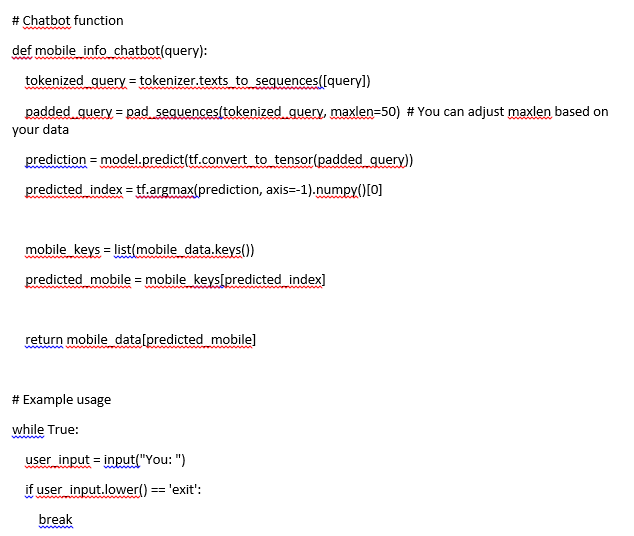 # Chatbot function
def mobile_info_chatbot(query):
tokenized_query = tokenizer.texts_to_sequences([query])
padded_query = pad_sequences(tokenized_query, maxlen=50)  # You can adjust maxlen based on
your data
prediction = model.predict(tf.convert_to_tensor(padded_query))
predicted_index = tf.argmax(prediction, axis=-1).numpy()[0]
mobile_keys = list(mobile_data.keys())
predicted_mobile = mobile_keys[predicted_index]
return mobile_data[predicted_mobile]
# Example usage
while True:
user_input = input("You: ")
if user_input.lower() == 'exit':
break